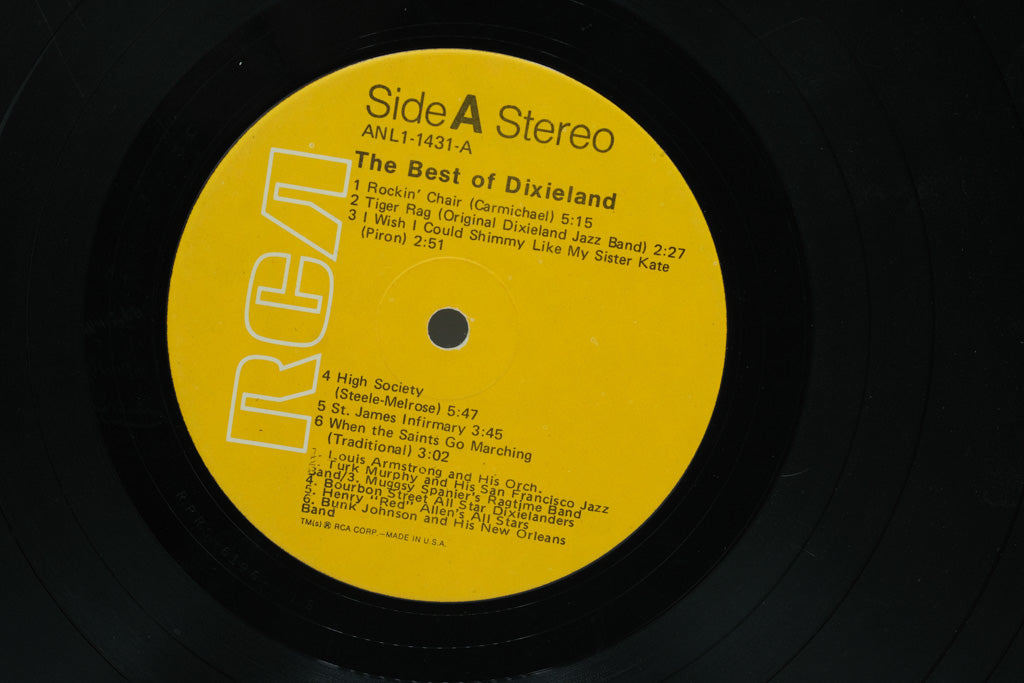 Side A Stereo
ANL1-1431-A
The Best of Dixieland
1 Rockin' Chair (Carmichael) 5:15
2 Tiger Rag (Original Dixieland Jazz Band) 2:27
3 I Wish I Could Shimmy Like My Sister Kate
(Piron) 2:51
RCA
4 High Society
(Steele-Melrose) 5:47
5 St. James Infirmary 3:45
6 When the Saints Go Marching
(Traditional) 3:02
1. Louis Armstrong and His Orch.
2. Turk Murphy and His San Francisco Jazz
Band/3. Muggsy Spanier's Ragtime Band
4. Bourbon Street All Star Dixielanders
5. Henry "Red" Allen's All Stars
6. Bunk Johnson and His New Orleans
Band
TM(s) ® RCA CORP.—MADE IN U.S.A.